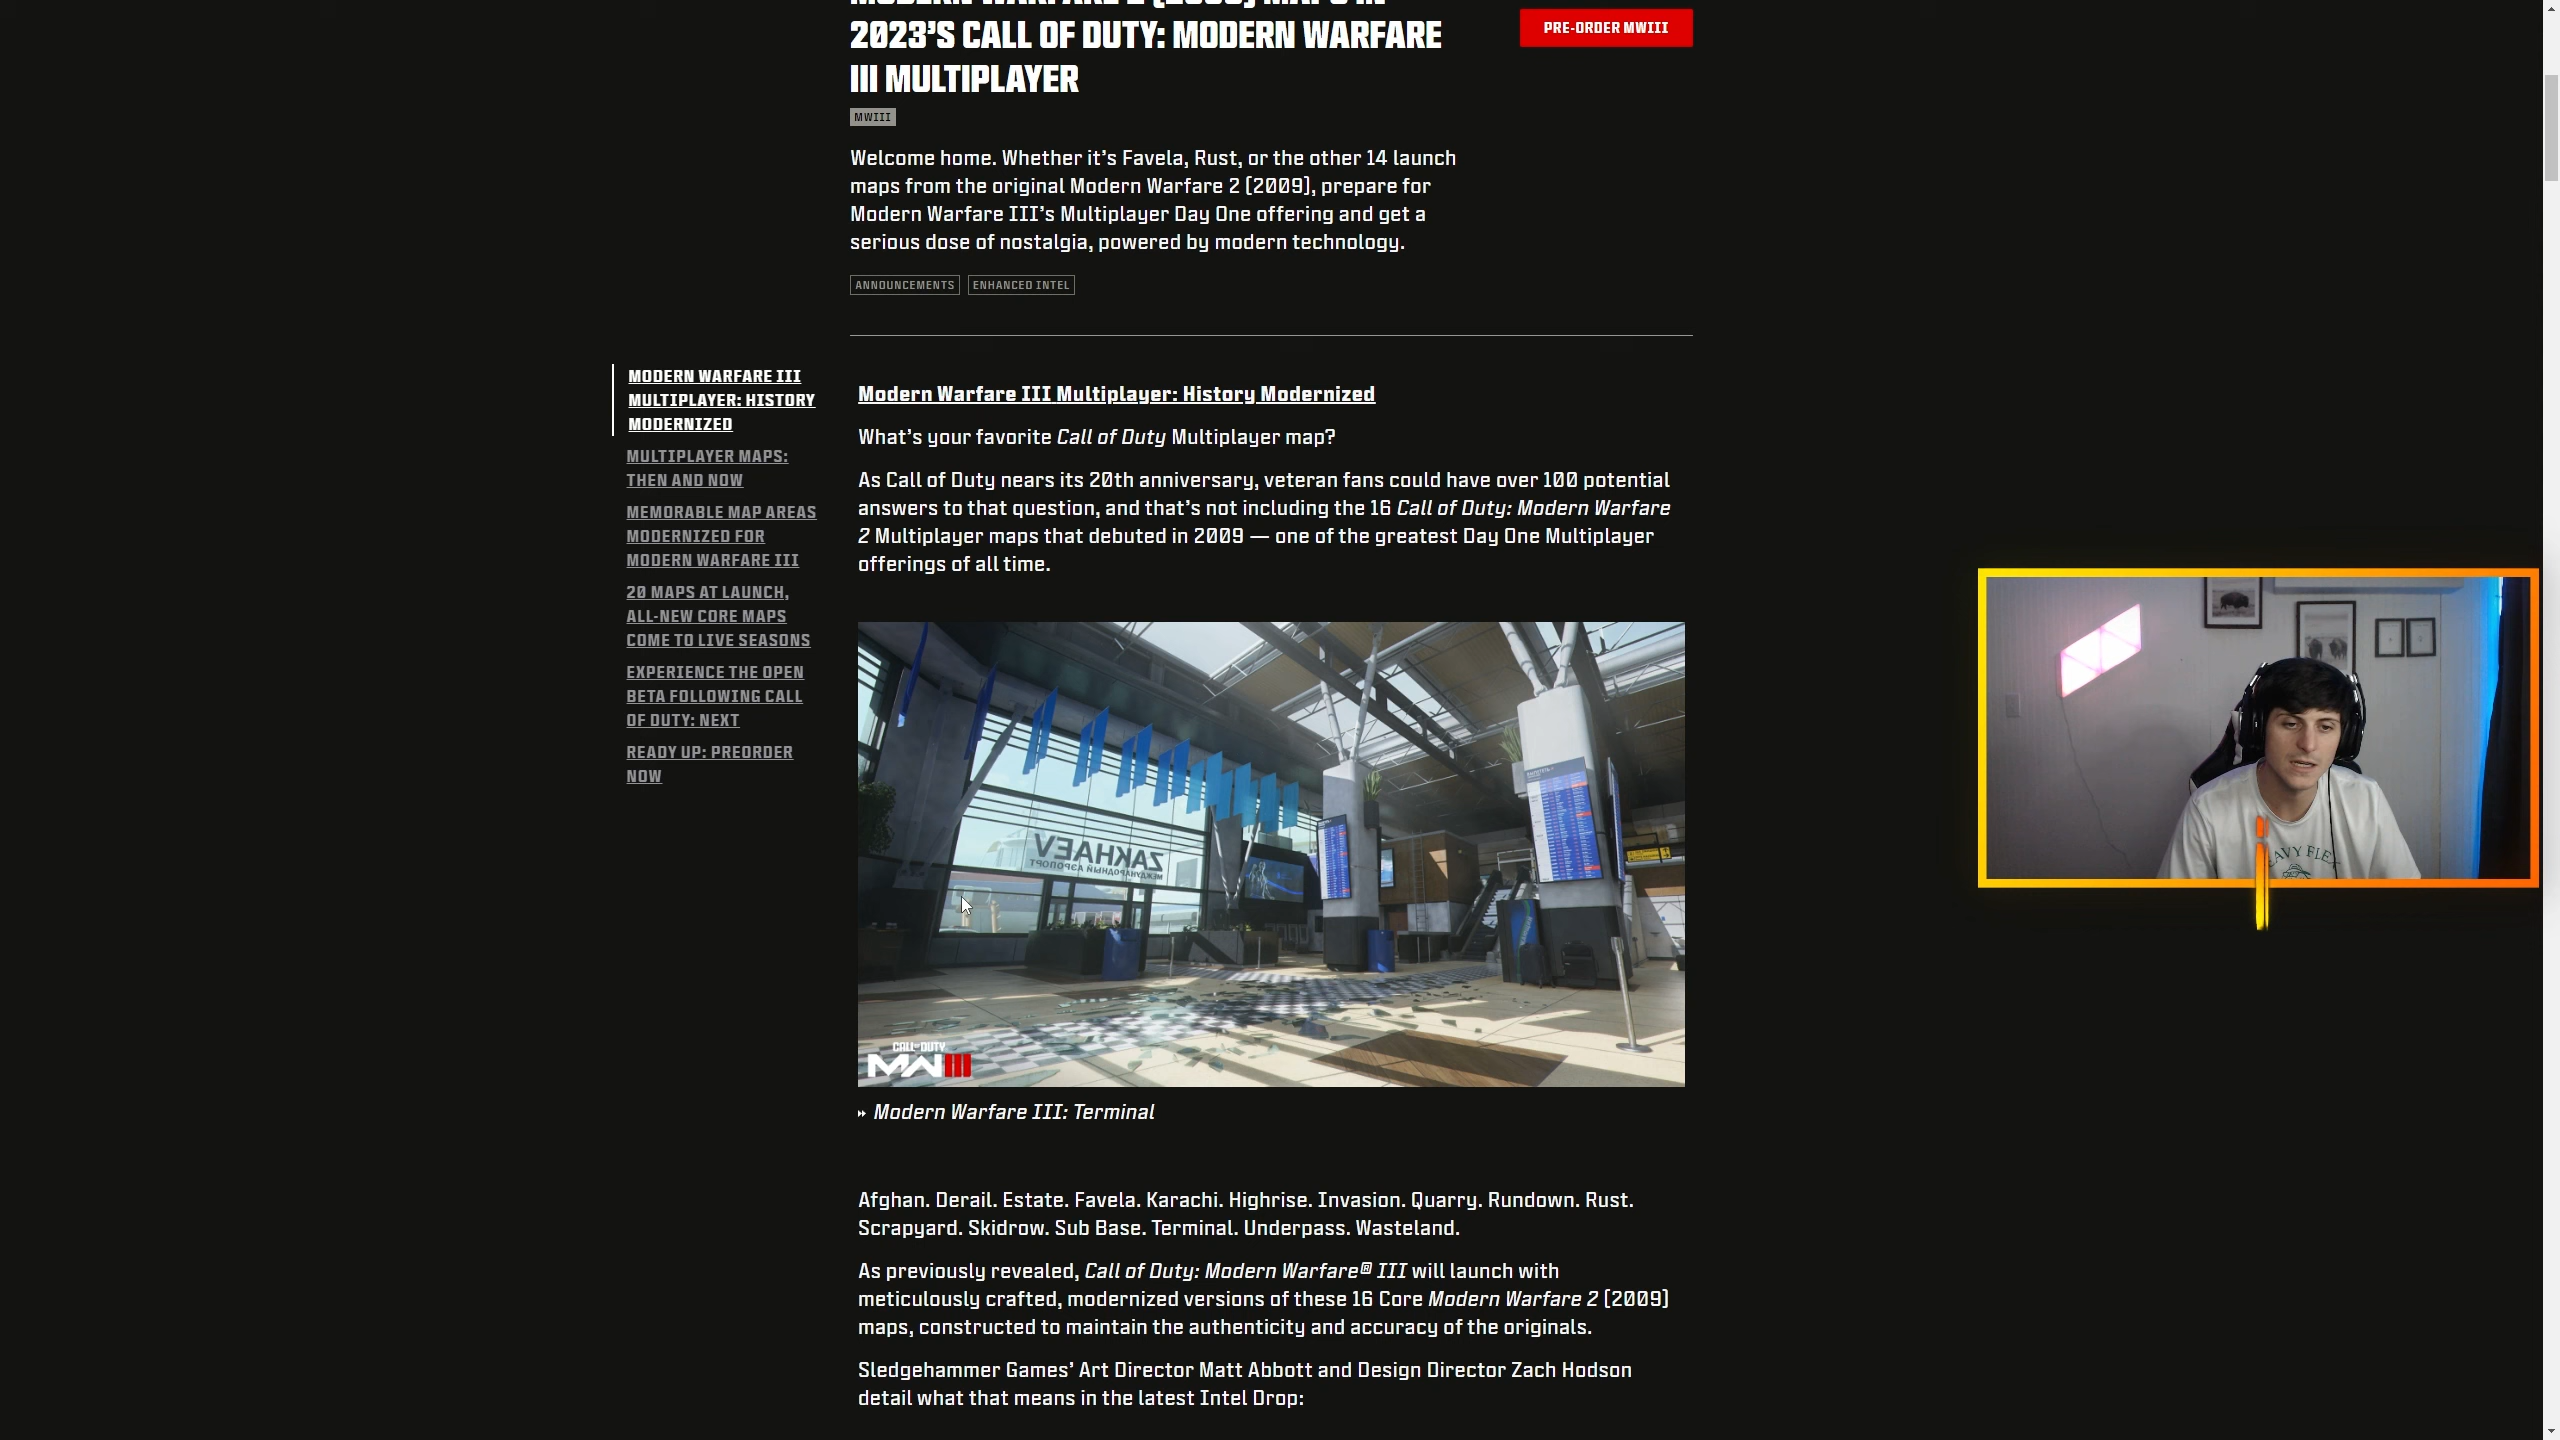 2023'S CALL OF DUTY: MODERN WARFARE
III MULTIPLAYER
PRE-ORDER MWIII
MWIII
Welcome home. Whether it's Favela, Rust, or the other 14 launch
maps from the original Modern Warfare 2 [2009], prepare for
Modern Warfare III's Multiplayer Day One offering and get a
serious dose of nostalgia, powered by modern technology.
ANNOUNCEMENTS
ENHANCED INTEL
MODERN WARFARE III
MULTIPLAYER: HISTORY
MODERNIZED
MULTIPLAYER MAPS:
THEN AND NOW
MEMORABLE MAP AREAS
MODERNIZED FOR
MODERN WARFARE III
20 MAPS AT LAUNCH,
ALL-NEW CORE MAPS
COME TO LIVE SEASONS
EXPERIENCE THE OPEN
BETA FOLLOWING CALL
OF DUTY: NEXT
READY UP: PREORDER
NOW
Modern Warfare III Multiplayer: History Modernized
What's your favorite Call of Duty Multiplayer map?
As Call of Duty nears its 20th anniversary, veteran fans could have over 100 potential
answers to that question, and that's not including the 16 Call of Duty: Modern Warfare
2 Multiplayer maps that debuted in 2009 — one of the greatest Day One Multiplayer
offerings of all time.
ZAKHAEV
МЕЖДУНАРОДНЫЙ АЭРОПОРТ
CALL OF DUTY
MWIII
Modern Warfare III: Terminal
Afghan. Derail. Estate. Favela. Karachi. Highrise. Invasion. Quarry. Rundown. Rust.
Scrapyard. Skidrow. Sub Base. Terminal. Underpass. Wasteland.
As previously revealed, Call of Duty: Modern Warfare® III will launch with
meticulously crafted, modernized versions of these 16 Core Modern Warfare 2 [2009]
maps, constructed to maintain the authenticity and accuracy of the originals.
Sledgehammer Games' Art Director Matt Abbott and Design Director Zach Hodson
detail what that means in the latest Intel Drop: